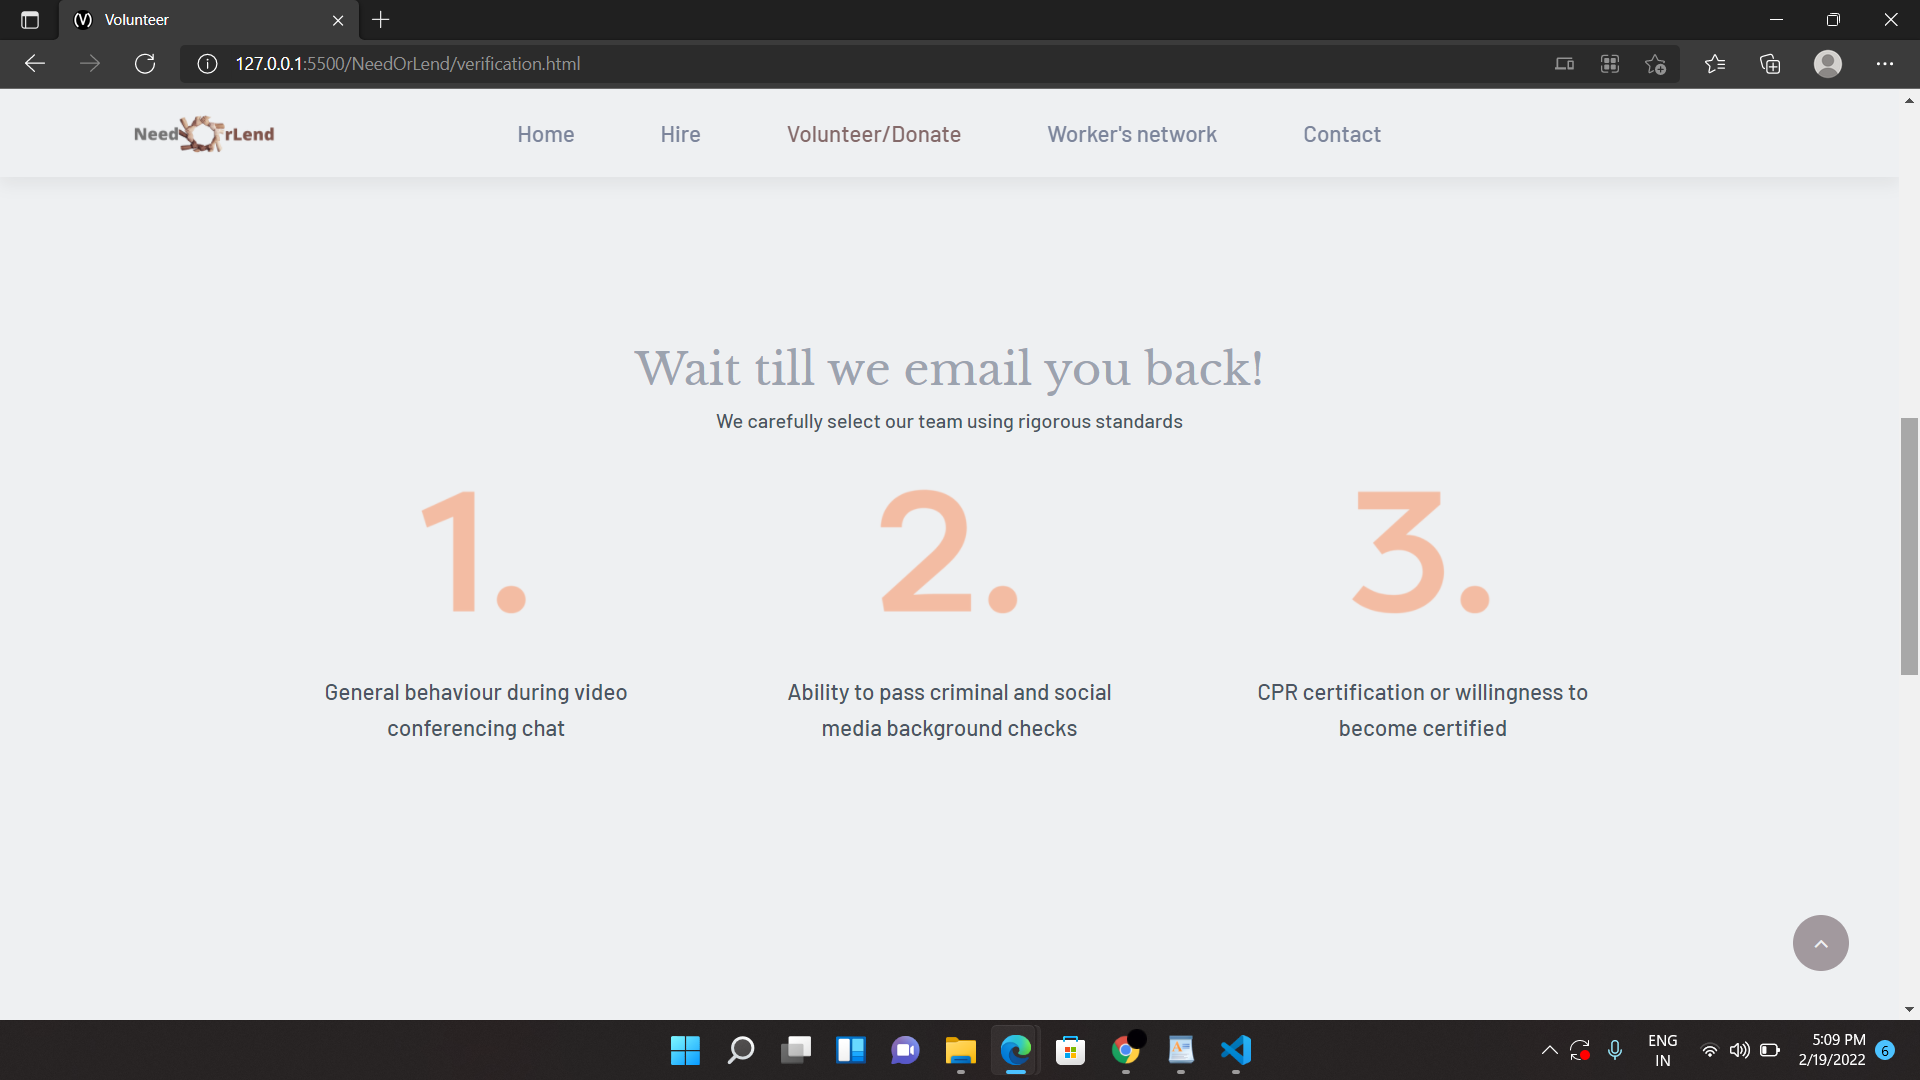 Volunteer
127.0.0.1:5500/NeedOrLend/verification.html
Need rLend
Home
Hire
Volunteer/Donate
Worker's network
Contact
Wait till we email you back!
We carefully select our team using rigorous standards
1.
2.
3.
General behaviour during video
conferencing chat
Ability to pass criminal and social
media background checks
CPR certification or willingness to
become certified
ENG
IN
5:09 PM
2/19/2022
6